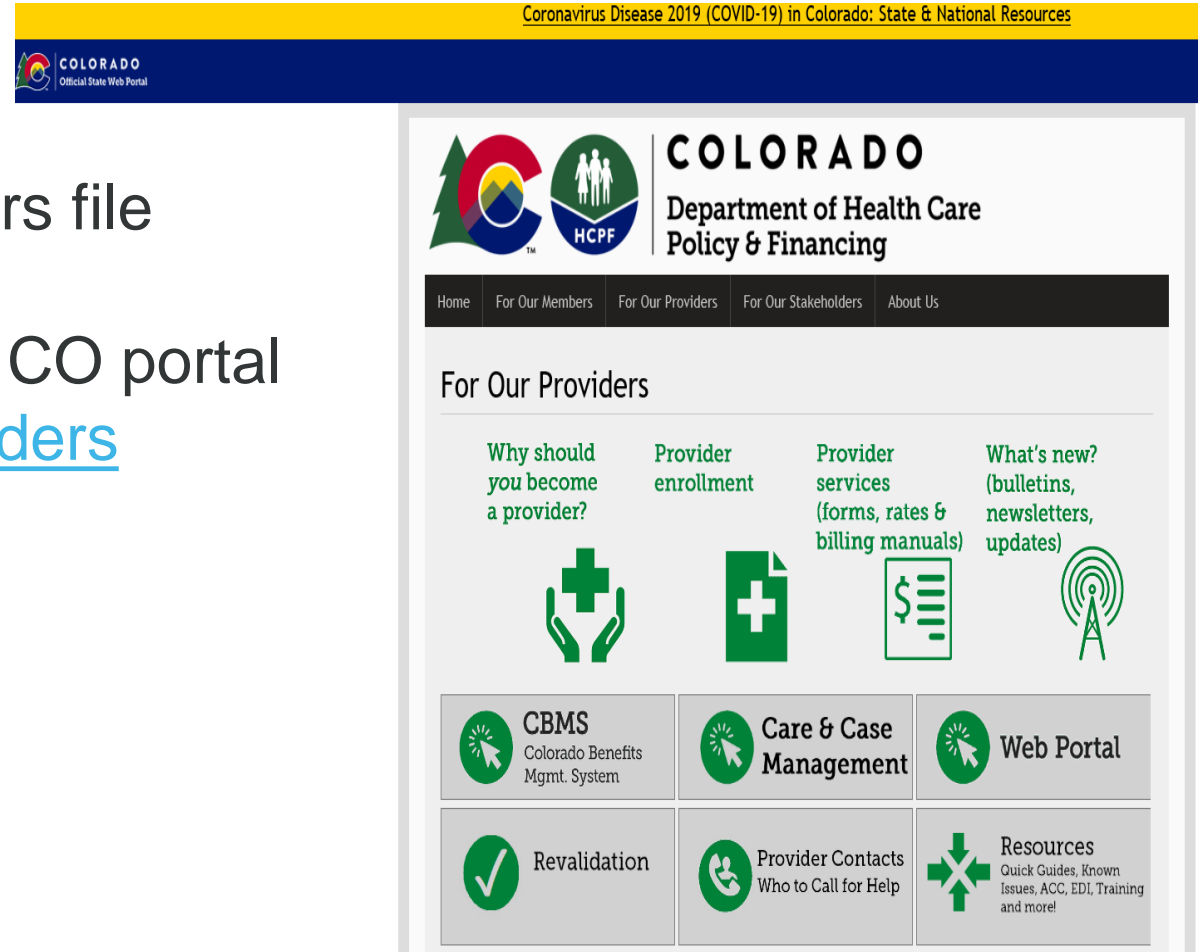 Coronavirus Disease 2019 (COVID-19) in Colorado: State & National Resources
COLORADO
Official State Web Portal
rs file
CO portal
ders
COLORADO
Department of Health Care
Policy & Financing
HCPF
TM
Home For Our Members For Our Providers For Our Stakeholders About Us
For Our Providers
Why should
you become
a provider?
Provider
enrollment
Provider
services
(forms, rates &
billing manuals)
What's new?
(bulletins,
newsletters,
updates)
$
CBMS
Colorado Benefits
Mgmt. System
Care & Case
Management
Web Portal
Revalidation
Provider Contacts
Who to Call for Help
Resources
Quick Guides, Known
Issues, ACC, EDI, Training
and more!